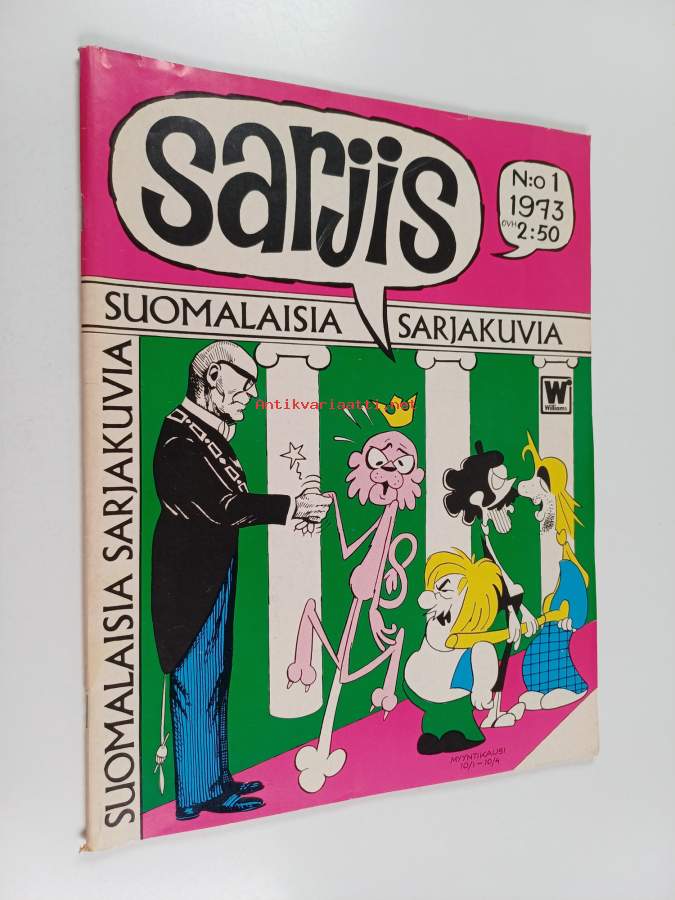 sarjis
N:o 1
1973
OVH 2:50
SUOMALAISIA SARJAKUVIA
SUOMALAISIA SARJAKUVIA
W
Williams
Antikvariaatti.net
MYYNTIKAUSI
10/1-10/4